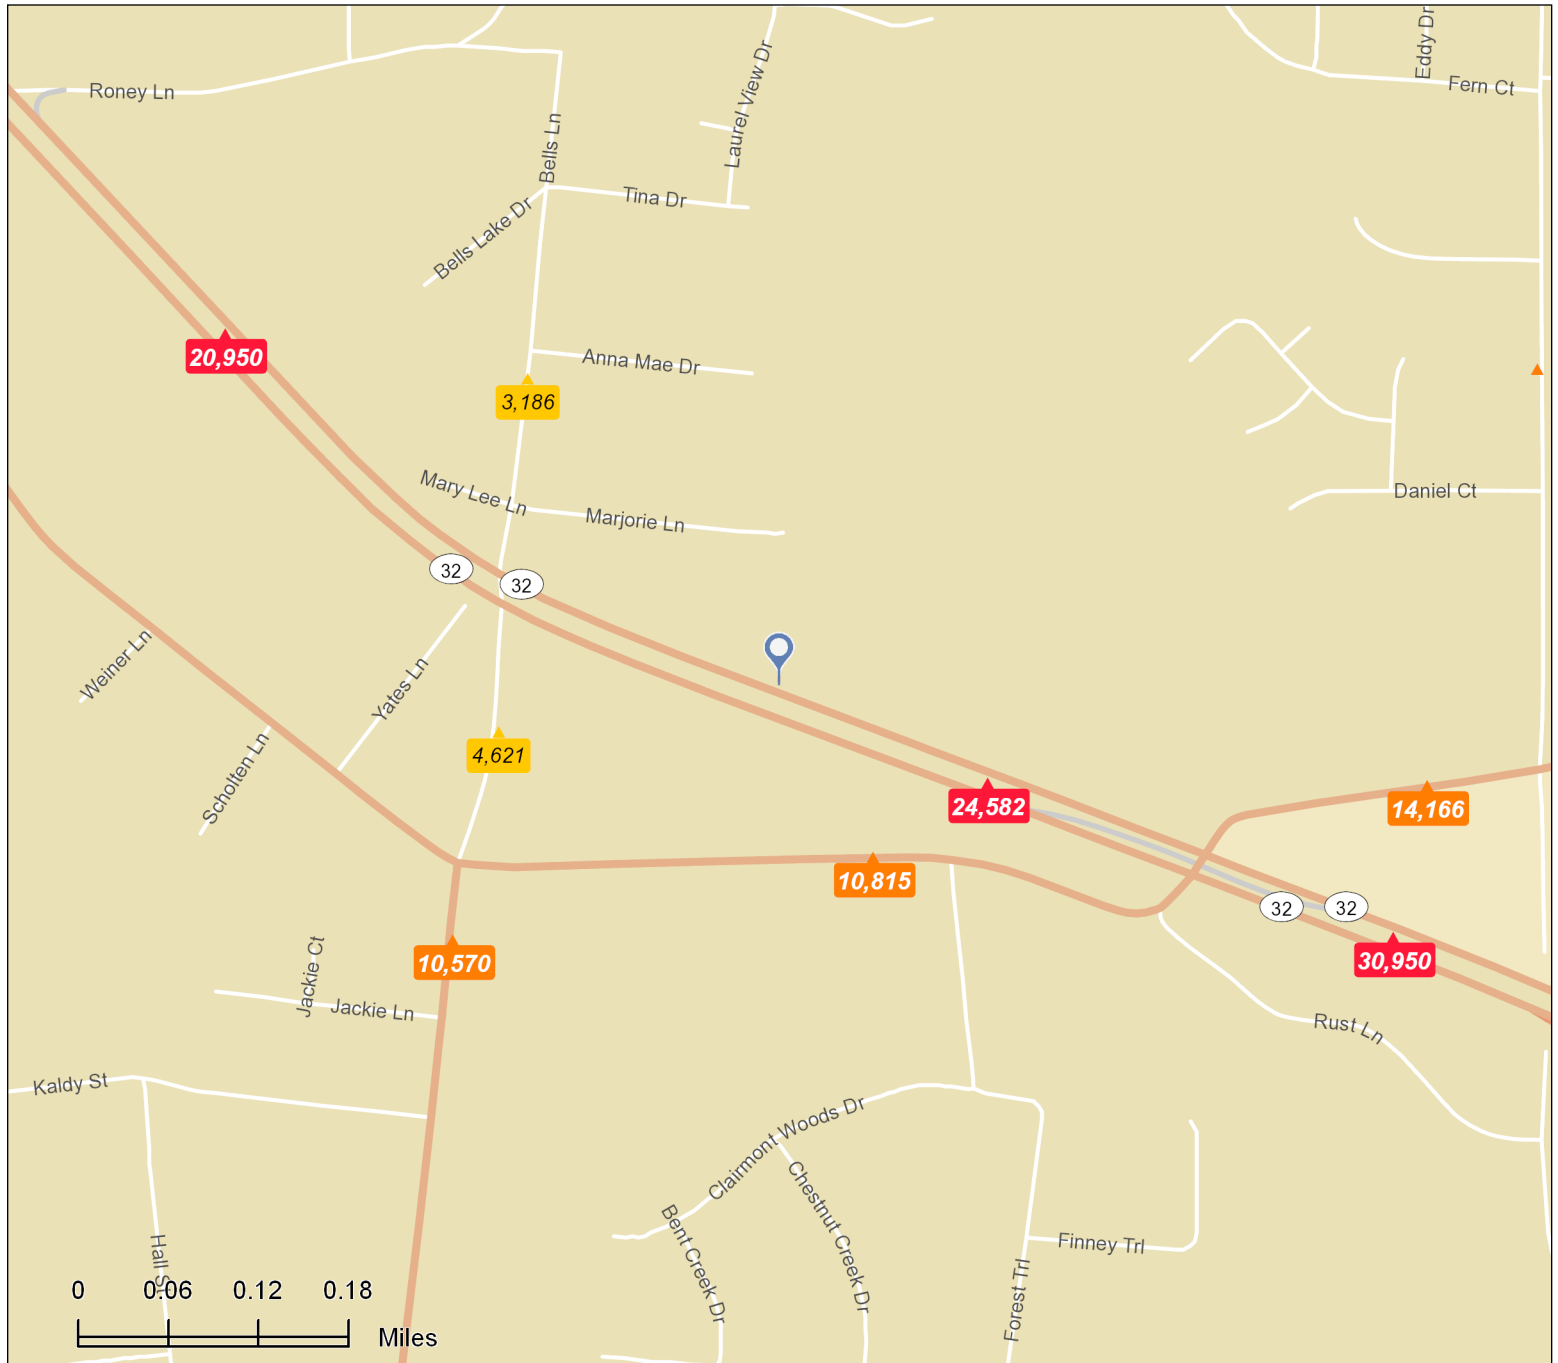 Eddy Dr
Roney Ln
Fern Ct
Laurel View Dr
Bells Ln
Tina Dr
Bells Lake Dr
20,950
Anna Mae Dr
3,186
Mary Lee Ln
Marjorie Ln
Daniel Ct
32
32
Weiner Ln
Yates Ln
4,621
Scholten Ln
24,582
14,166
10,815
32
32
10,570
30,950
Jackie Ct
Jackie Ln
Rust Ln
Kaldy St
Clairmont Woods Dr
Chestnut Creek Dr
Bent Creek Dr
Finney Trl
Hall St
Forest Trl
0 0.06 0.12 0.18
Miles